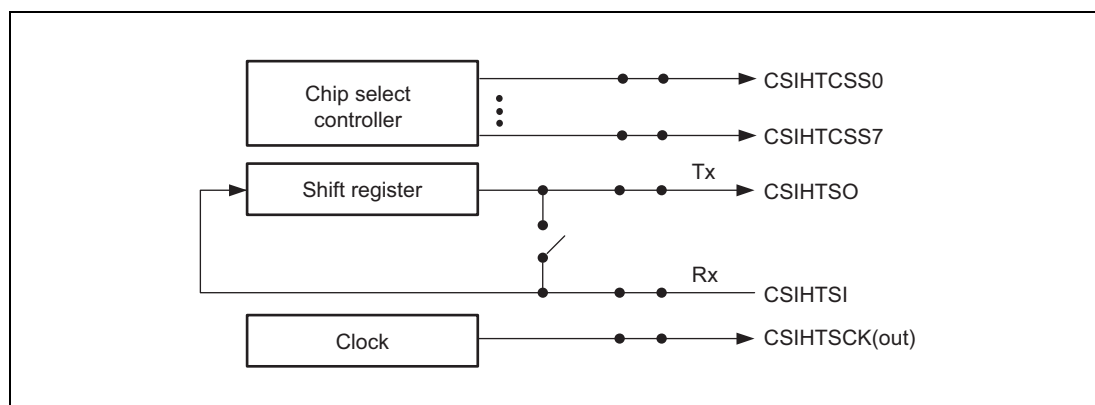 Chip select
controller
CSIHTCSS0
CSIHTCSS7
Shift register
Tx
CSIHTSO
Rx
CSIHTSI
Clock
CSIHTSCK(out)